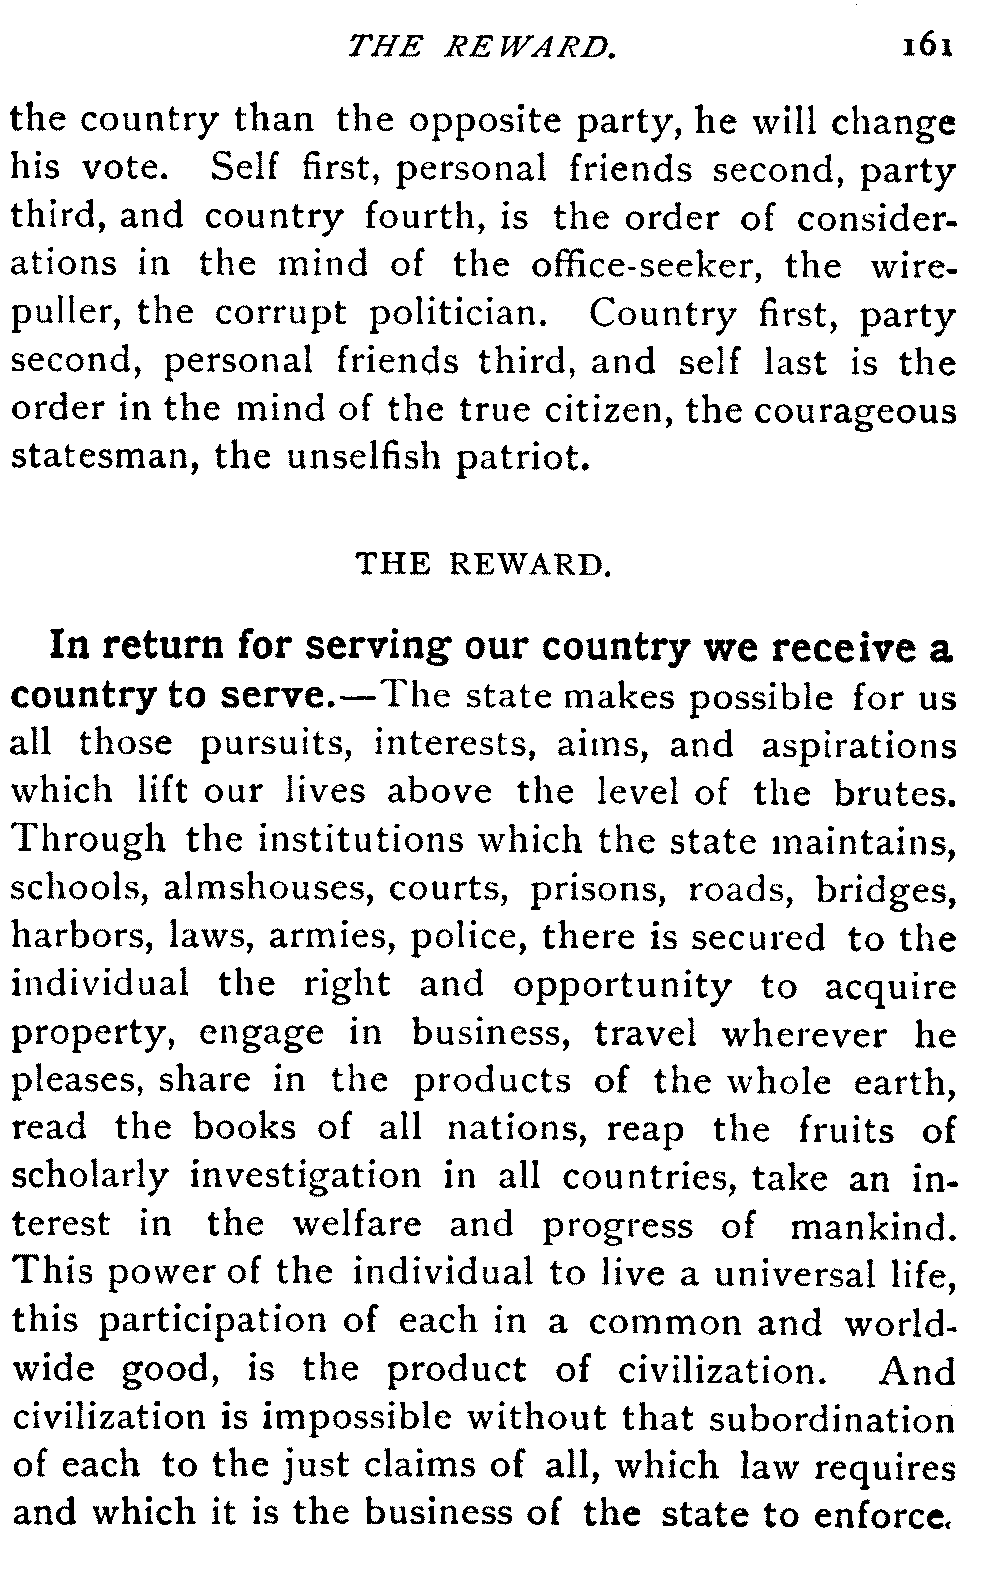 THE REWARD. 161
the country than the opposite party, he will change
his vote. Self first, personal friends second, party
third, and country fourth, is the order of consider-
ations in the mind of the office-seeker, the wire-
puller, the corrupt politician. Country first, party
second, personal friends third, and self last is the
order in the mind of the true citizen, the courageous
statesman, the unselfish patriot.
THE REWARD.
In return for serving our country we receive a
country to serve.—The state makes possible for us
all those pursuits, interests, aims, and aspirations
which lift our lives above the level of the brutes.
Through the institutions which the state maintains,
schools, almshouses, courts, prisons, roads, bridges,
harbors, laws, armies, police, there is secured to the
individual the right and opportunity to acquire
property, engage in business, travel wherever he
pleases, share in the products of the whole earth,
read the books of all nations, reap the fruits of
scholarly investigation in all countries, take an in-
terest in the welfare and progress of mankind.
This power of the individual to live a universal life,
this participation of each in a common and world-
wide good, is the product of civilization. And
civilization is impossible without that subordination
of each to the just claims of all, which law requires
and which it is the business of the state to enforce.